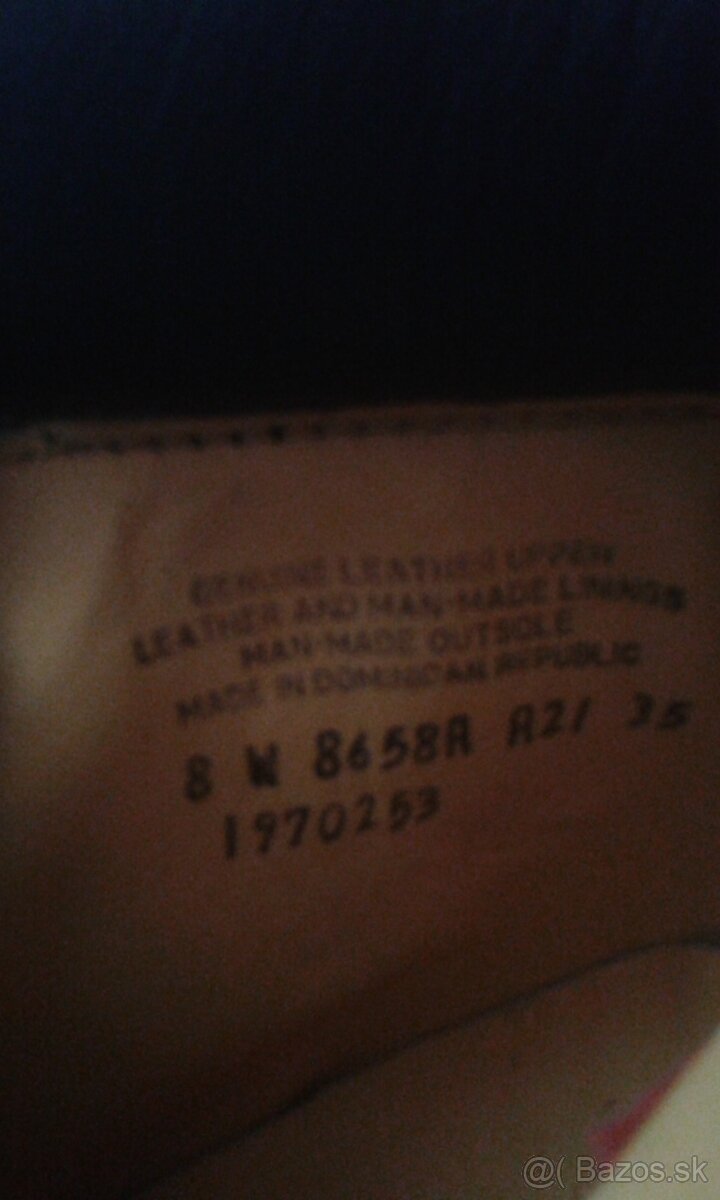 GENUINE LEATHER UPPER
LEATHER AND MAN-MADE LININGS
MAN-MADE OUTSOLE
MADE IN DOMINICAN REPUBLIC
8 W 8658A A21 35
1970253
@( Bazos.sk